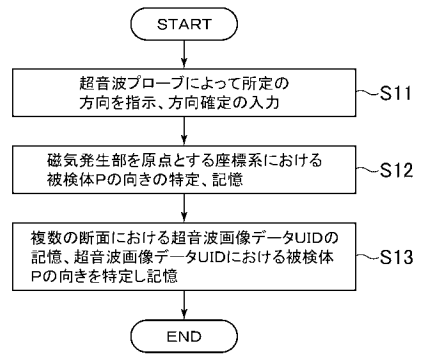 START
超音波プローブによって所定の
方向を指示、方向確定の入力
S11
磁気発生部を原点とする座標系における
被検体Pの向きの特定、記憶
S12
複数の断面における超音波画像データUIDの
記憶、超音波画像データUIDにおける被検体
Pの向きを特定し記憶
S13
END